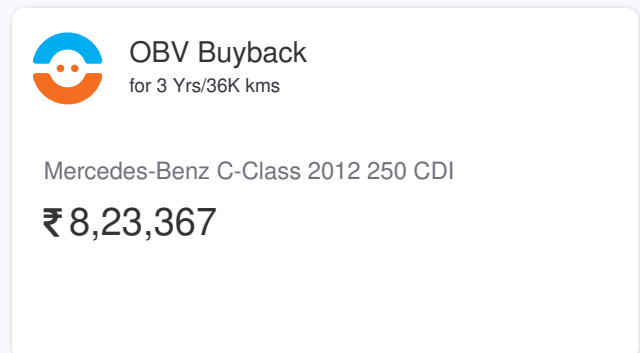 OBV Buyback
for 3 Yrs/36K kms
Mercedes-Benz C-Class 2012 250 CDI
₹ 8,23,367